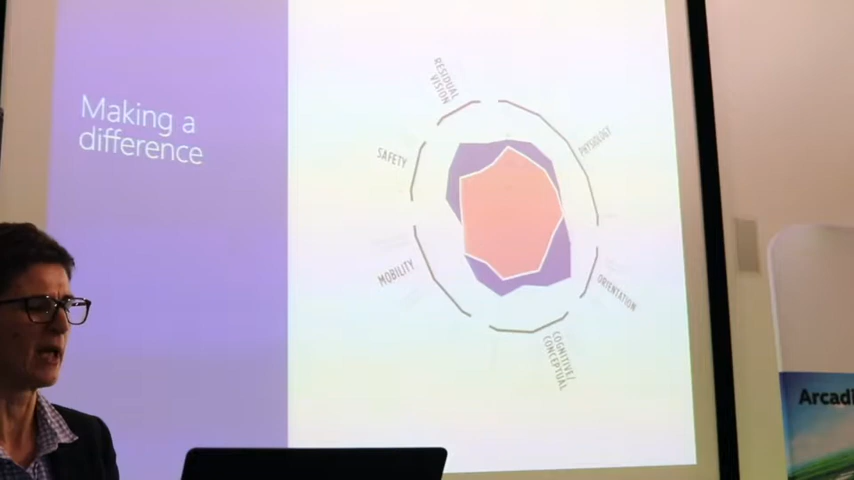 Making a
difference
RESIDUAL
VISION
PHYSIOLOGY
SAFETY
MOBILITY
ORIENTATION
COGNITIVE/
CONCEPTUAL
Arcadi